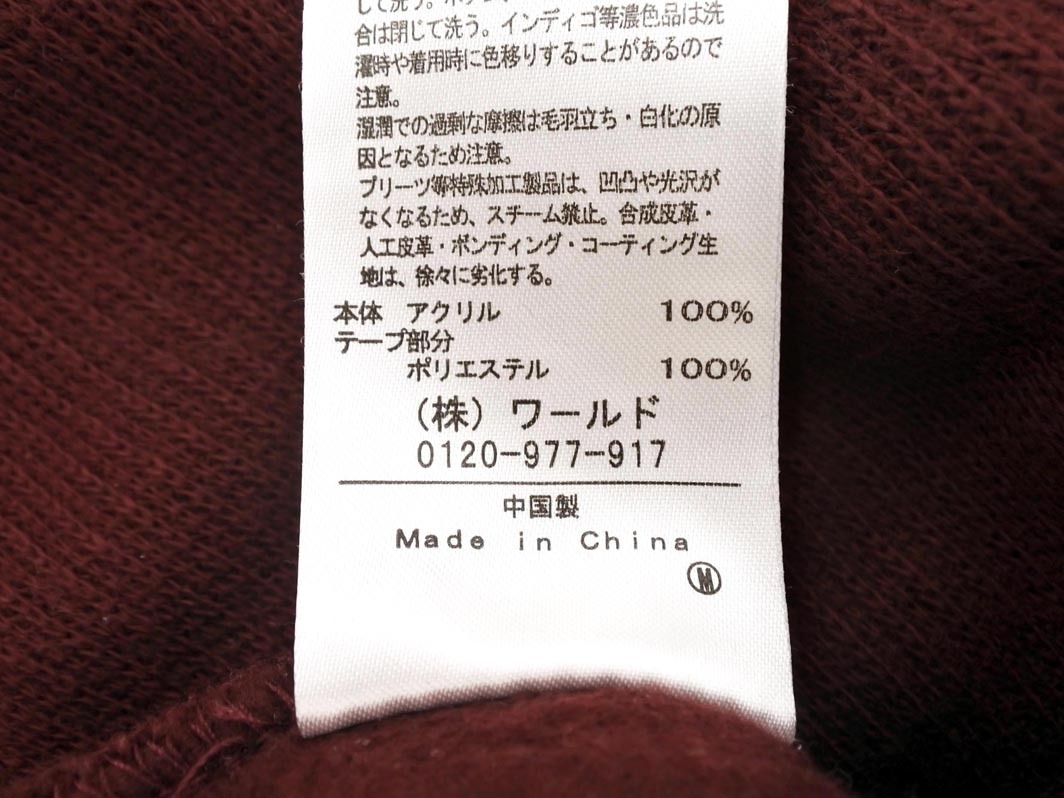 して洗う。
合は閉じて洗う。インディゴ等濃色品は洗
濯時や着用時に色移りすることがあるので
注意。
湿潤での過剰な摩擦は毛羽立ち・白化の原
因となるため注意。
プリーツ等特殊加工製品は、凹凸や光沢が
なくなるため、スチーム禁止。合成皮革・
人工皮革・ボンディング・コーティング生
地は、徐々に劣化する。
本体 アクリル 100%
テープ部分
ポリエステル 100%
(株) ワールド
0120-977-917
中国製
Made in China
M